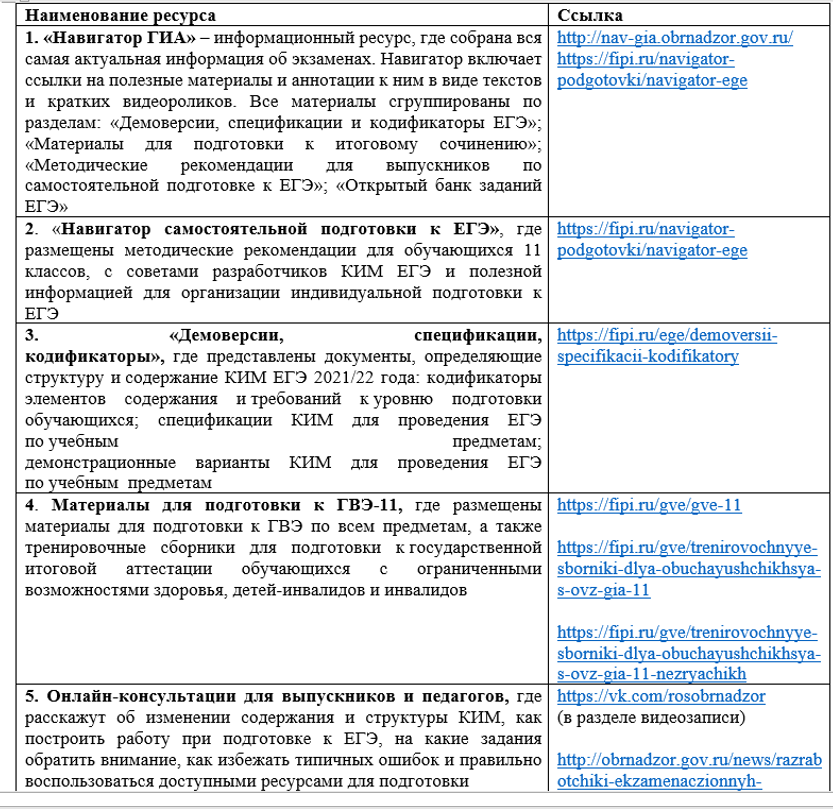 Наименование ресурса
Ссылка
1. «Навигатор ГИА» – информационный ресурс, где собрана вся
самая актуальная информация об экзаменах. Навигатор включает
ссылки на полезные материалы и аннотации к ним в виде текстов
и кратких видеороликов. Все материалы сгруппированы по
разделам: «Демоверсии, спецификации и кодификаторы ЕГЭ»;
«Материалы для подготовки к итоговому сочинению»;
«Методические рекомендации для выпускников по
самостоятельной подготовке к ЕГЭ»; «Открытый банк заданий
ЕГЭ»
http://nav-gia.obrnadzor.gov.ru/
https://fipi.ru/navigator-
podgotovki/navigator-ege
2. «Навигатор самостоятельной подготовки к ЕГЭ», где
размещены методические рекомендации для обучающихся 11
классов, с советами разработчиков КИМ ЕГЭ и полезной
информацией для организации индивидуальной подготовки к
ЕГЭ
https://fipi.ru/navigator-
podgotovki/navigator-ege
3. «Демоверсии, спецификации,
кодификаторы», где представлены документы, определяющие
структуру и содержание КИМ ЕГЭ 2021/22 года: кодификаторы
элементов содержания и требований к уровню подготовки
обучающихся; спецификации КИМ для проведения ЕГЭ
по учебным предметам;
демонстрационные варианты КИМ для проведения ЕГЭ
по учебным предметам
https://fipi.ru/ege/demoversii-
specifikacii-kodifikatory
4. Материалы для подготовки к ГВЭ-11, где размещены
материалы для подготовки к ГВЭ по всем предметам, а также
тренировочные сборники для подготовки к государственной
итоговой аттестации обучающихся с ограниченными
возможностями здоровья, детей-инвалидов и инвалидов
https://fipi.ru/gve/gve-11
https://fipi.ru/gve/trenirovochnyye-
sborniki-dlya-obuchayushchikhsya-
s-ovz-gia-11
https://fipi.ru/gve/trenirovochnyye-
sborniki-dlya-obuchayushchikhsya-
s-ovz-gia-11-nezryachikh
5. Онлайн-консультации для выпускников и педагогов, где
расскажут об изменении содержания и структуры КИМ, как
построить работу при подготовке к ЕГЭ, на какие задания
обратить внимание, как избежать типичных ошибок и правильно
воспользоваться доступными ресурсами для подготовки
https://vk.com/rosobrnadzor
(в разделе видеозаписи)
http://obrnadzor.gov.ru/news/razrab
otchiki-ekzamenaczionnyh-